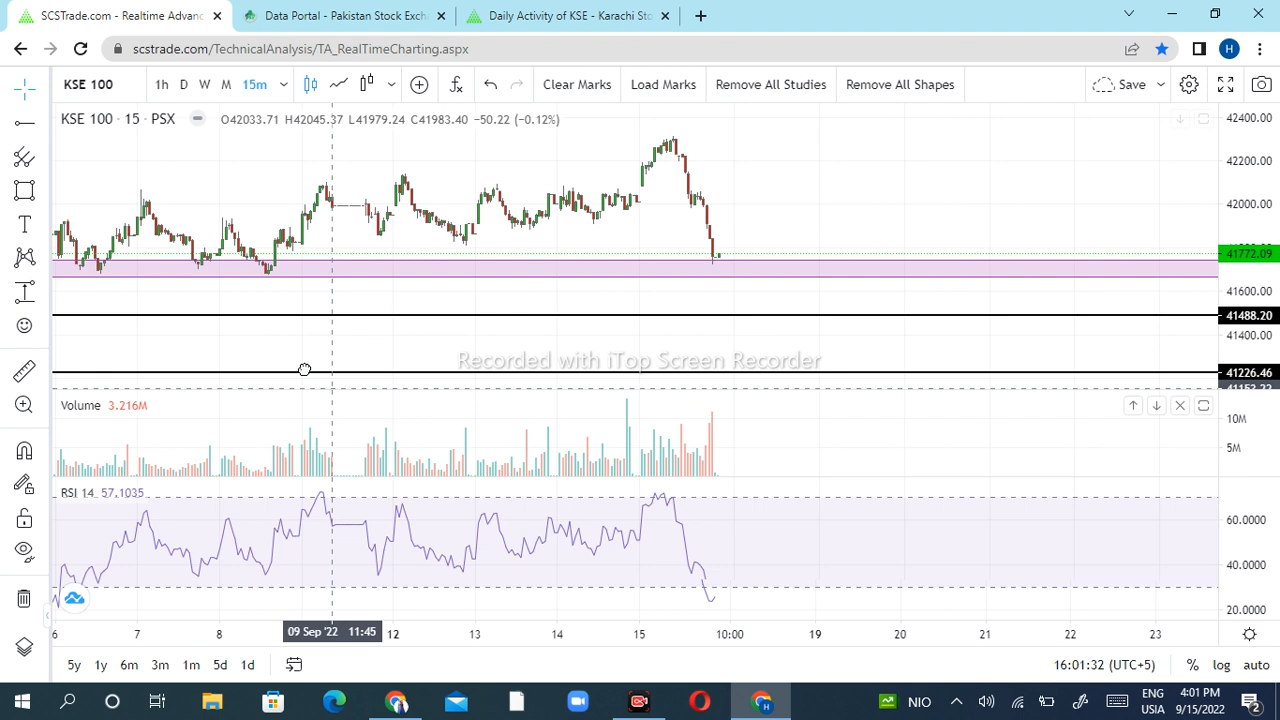 SCSTrade.com - Realtime Advanc
Data Portal - Pakistan Stock Exch
Daily Activity of KSE - Karachi Sto
scstrade.com/TechnicalAnalysis/TA_RealTimeCharting.aspx
H
KSE 100 1h D W M 15m Clear Marks Load Marks Remove All Studies Remove All Shapes Save
KSE 100 · 15 · PSX O42033.71 H42045.37 L41979.24 C41983.40 −50.22 (−0.12%)
42400.00
42200.00
42000.00
41772.09
41600.00
41488.20
41400.00
Recorded with iTop Screen Recorder
41226.46
Volume 3.216M
10M
5M
RSI 14 57.1035
60.0000
40.0000
20.0000
6 7 8 09 Sep '22 11:45 12 13 14 15 10:00 19 20 21 22 23
5y 1y 6m 3m 1m 5d 1d 16:01:32 (UTC+5) % log auto
NIO ENG USIA 4:01 PM 9/15/2022 2